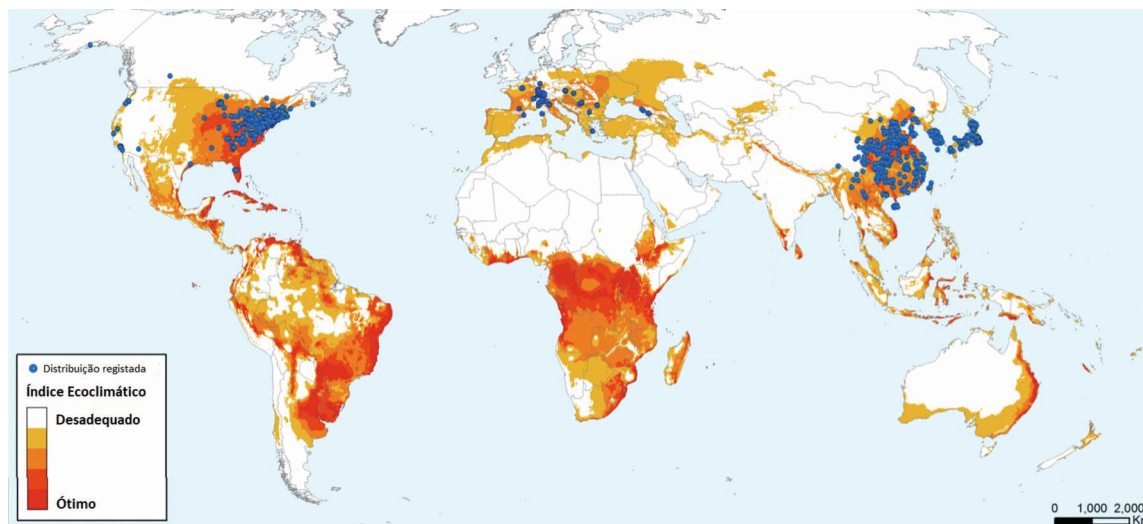 Distribuição registada
Índice Ecoclimático
Desadequado
Ótimo
0 1,000 2,000